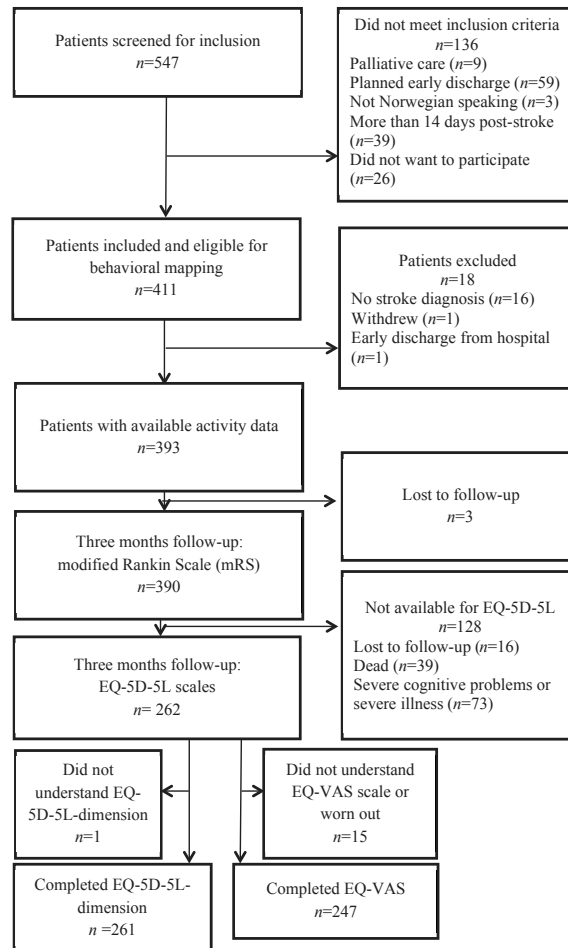 Patients screened for inclusion
n=547
Did not meet inclusion criteria
n=136
Palliative care (n=9)
Planned early discharge (n=59)
Not Norwegian speaking (n=3)
More than 14 days post-stroke
(n=39)
Did not want to participate
(n=26)
Patients included and eligible for
behavioral mapping
n=411
Patients excluded
n=18
No stroke diagnosis (n=16)
Withdrew (n=1)
Early discharge from hospital
(n=1)
Patients with available activity data
n=393
Lost to follow-up
n=3
Three months follow-up:
modified Rankin Scale (mRS)
n=390
Not available for EQ-5D-5L
n=128
Lost to follow-up (n=16)
Dead (n=39)
Severe cognitive problems or
severe illness (n=73)
Three months follow-up:
EQ-5D-5L scales
n= 262
Did not
understand EQ-
5D-5L-dimension
n=1
Did not understand
EQ-VAS scale or
worn out
n=15
Completed EQ-5D-5L-
dimension
n =261
Completed EQ-VAS
n=247